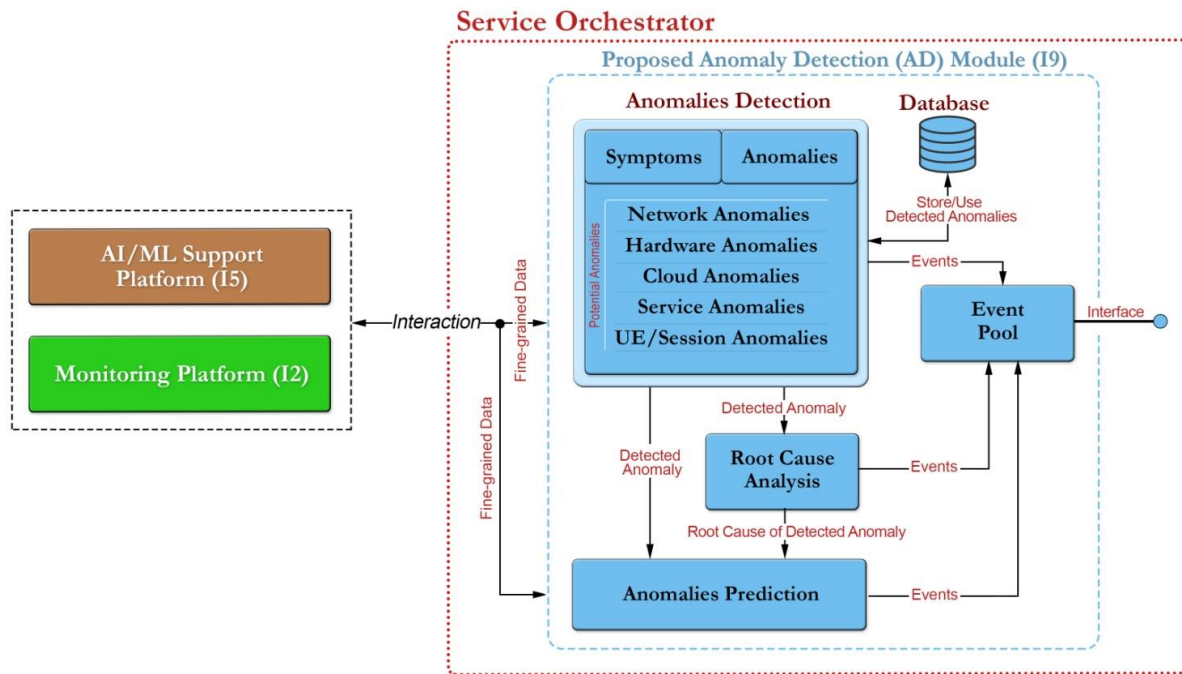 Service Orchestrator
Proposed Anomaly Detection (AD) Module (I9)
Anomalies Detection
Database
Symptoms
Anomalies
Store/Use
Detected Anomalies
Potential Anomalies
Network Anomalies
Hardware Anomalies
Cloud Anomalies
Service Anomalies
UE/Session Anomalies
AI/ML Support
Platform (I5)
Monitoring Platform (I2)
Interaction
Fine-grained Data
Fine-grained Data
Events
Event
Pool
Interface
Detected Anomaly
Detected
Anomaly
Root Cause
Analysis
Events
Root Cause of Detected Anomaly
Anomalies Prediction
Events